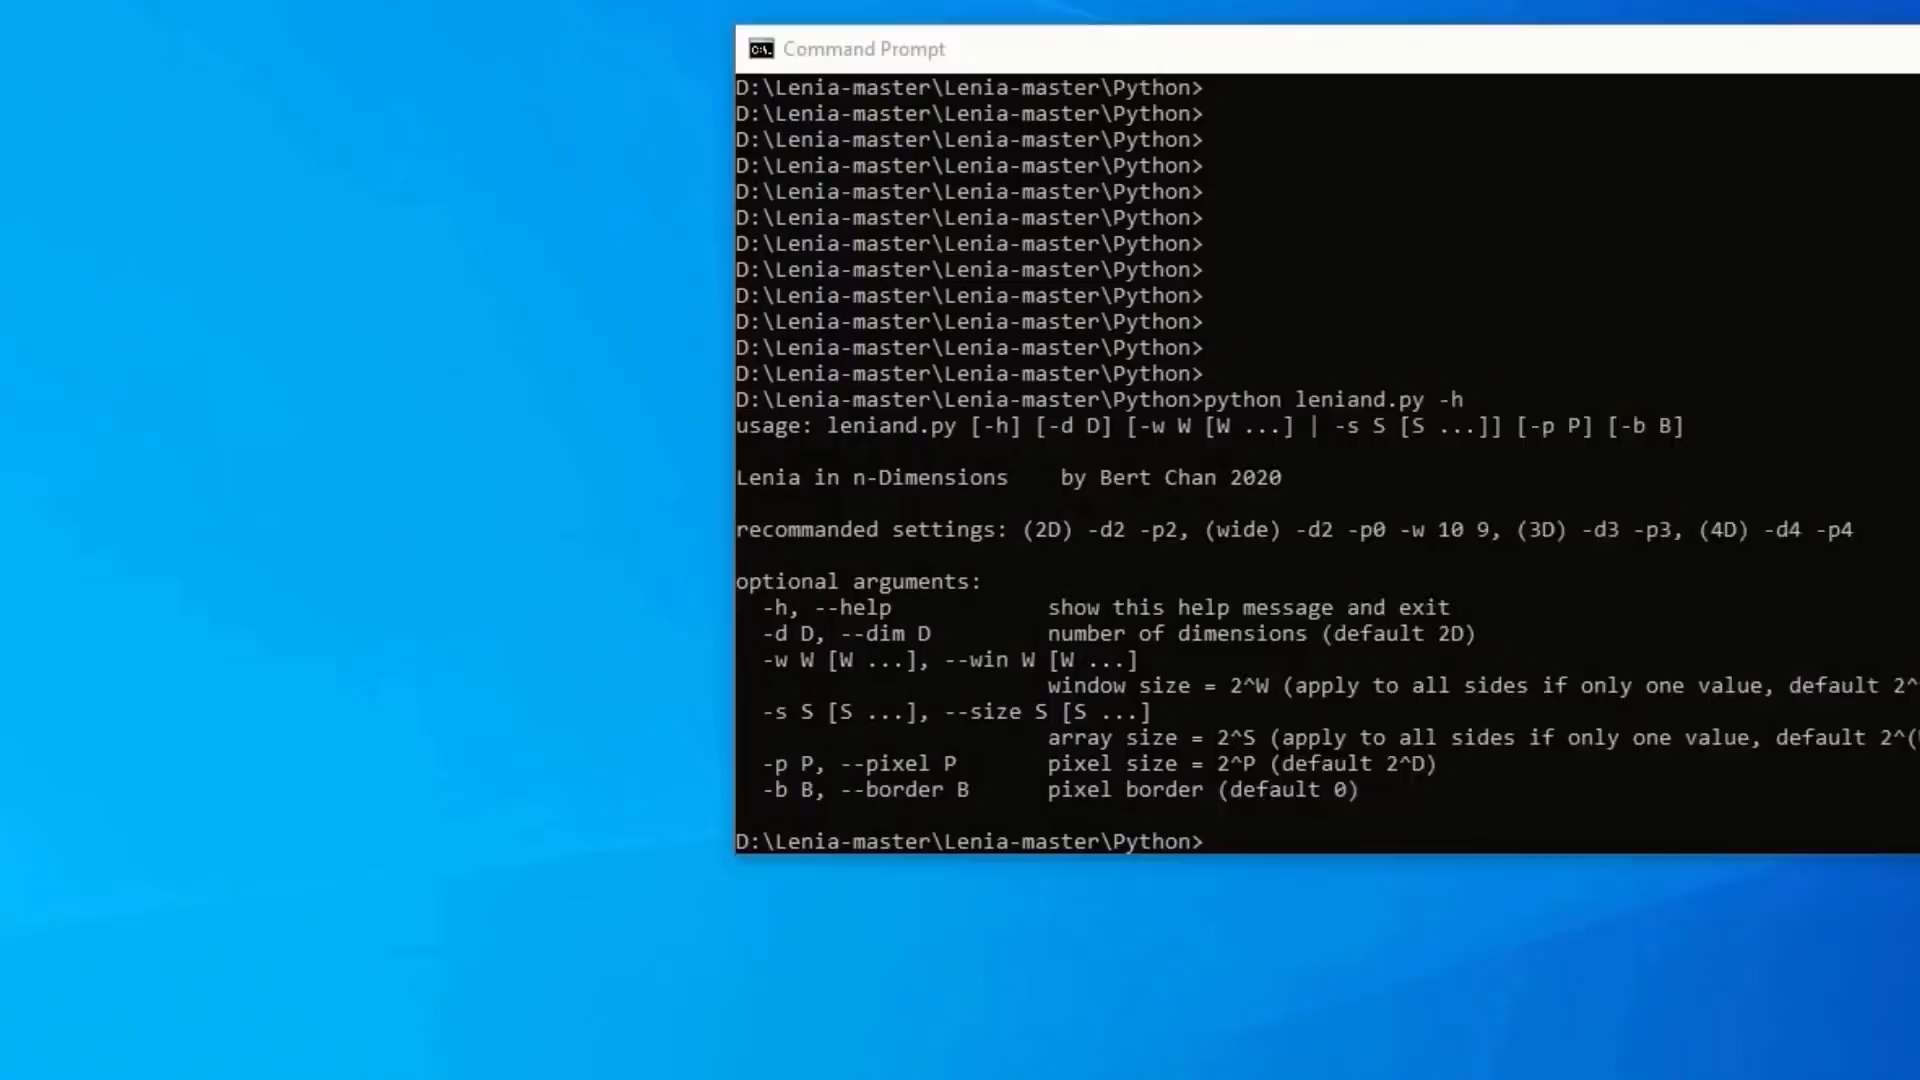 Command Prompt
D:\Lenia-master\Lenia-master\Python>
D:\Lenia-master\Lenia-master\Python>
D:\Lenia-master\Lenia-master\Python>
D:\Lenia-master\Lenia-master\Python>
D:\Lenia-master\Lenia-master\Python>
D:\Lenia-master\Lenia-master\Python>
D:\Lenia-master\Lenia-master\Python>
D:\Lenia-master\Lenia-master\Python>
D:\Lenia-master\Lenia-master\Python>
D:\Lenia-master\Lenia-master\Python>
D:\Lenia-master\Lenia-master\Python>
D:\Lenia-master\Lenia-master\Python>
D:\Lenia-master\Lenia-master\Python>python leniand.py -h
usage: leniand.py [-h] [-d D] [-w W [W ...] | -s S [S ...]] [-p P] [-b B]
Lenia in n-Dimensions    by Bert Chan 2020
recommanded settings: (2D) -d2 -p2, (wide) -d2 -p0 -w 10 9, (3D) -d3 -p3, (4D) -d4 -p4
optional arguments:
-h, --help            show this help message and exit
-d D, --dim D         number of dimensions (default 2D)
-w W [W ...], --win W [W ...]
window size = 2^W (apply to all sides if only one value, default 2^
-s S [S ...], --size S [S ...]
array size = 2^S (apply to all sides if only one value, default 2^(
-p P, --pixel P       pixel size = 2^P (default 2^D)
-b B, --border B      pixel border (default 0)
D:\Lenia-master\Lenia-master\Python>